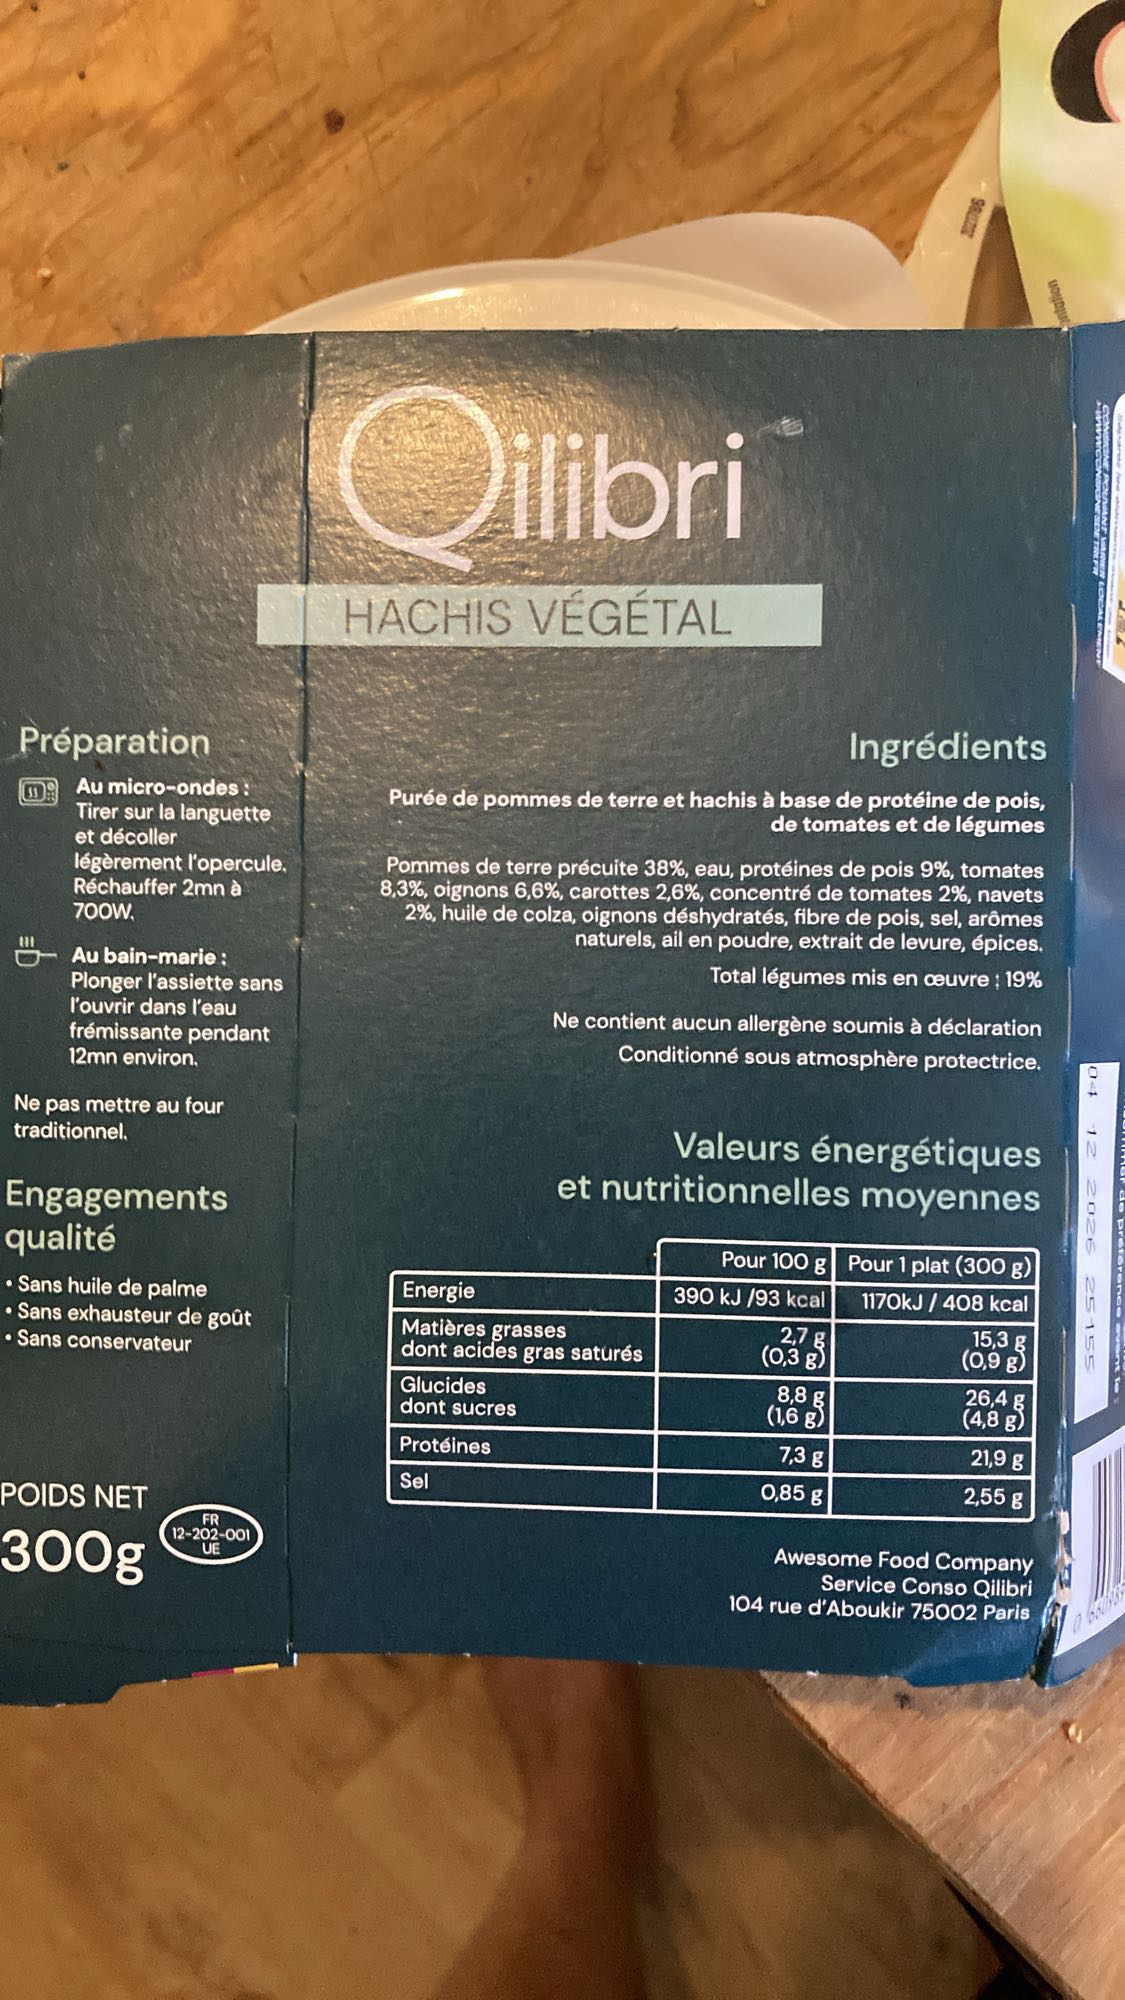 Qilibri
HACHIS VÉGÉTAL
Préparation
Au micro-ondes :
Tirer sur la languette
et décoller
légèrement l'opercule.
Réchauffer 2mn à
700W.
Au bain-marie :
Plonger l'assiette sans
l'ouvrir dans l'eau
frémissante pendant
12mn environ.
Ne pas mettre au four
traditionnel.
Engagements
qualité
• Sans huile de palme
• Sans exhausteur de goût
• Sans conservateur
POIDS NET
300g
FR
12-202-001
UE
Ingrédients
Purée de pommes de terre et hachis à base de protéine de pois,
de tomates et de légumes
Pommes de terre précuite 38%, eau, protéines de pois 9%, tomates
8,3%, oignons 6,6%, carottes 2,6%, concentré de tomates 2%, navets
2%, huile de colza, oignons déshydratés, fibre de pois, sel, arômes
naturels, ail en poudre, extrait de levure, épices.
Total légumes mis en œuvre : 19%
Ne contient aucun allergène soumis à déclaration
Conditionné sous atmosphère protectrice.
Valeurs énergétiques
et nutritionnelles moyennes
Pour 100 g Pour 1 plat (300 g)
Energie 390 kJ /93 kcal 1170kJ / 408 kcal
Matières grasses 2,7 g 15,3 g
dont acides gras saturés (0,3 g) (0,9 g)
Glucides 8,8 g 26,4 g
dont sucres (1,6 g) (4,8 g)
Protéines 7,3 g 21,9 g
Sel 0,85 g 2,55 g
Awesome Food Company
Service Conso Qilibri
104 rue d'Aboukir 75002 Paris
CONSIGNE POUVANT VARIER LOCALEMENT
de préférence avant le :
04 12 2026 25155